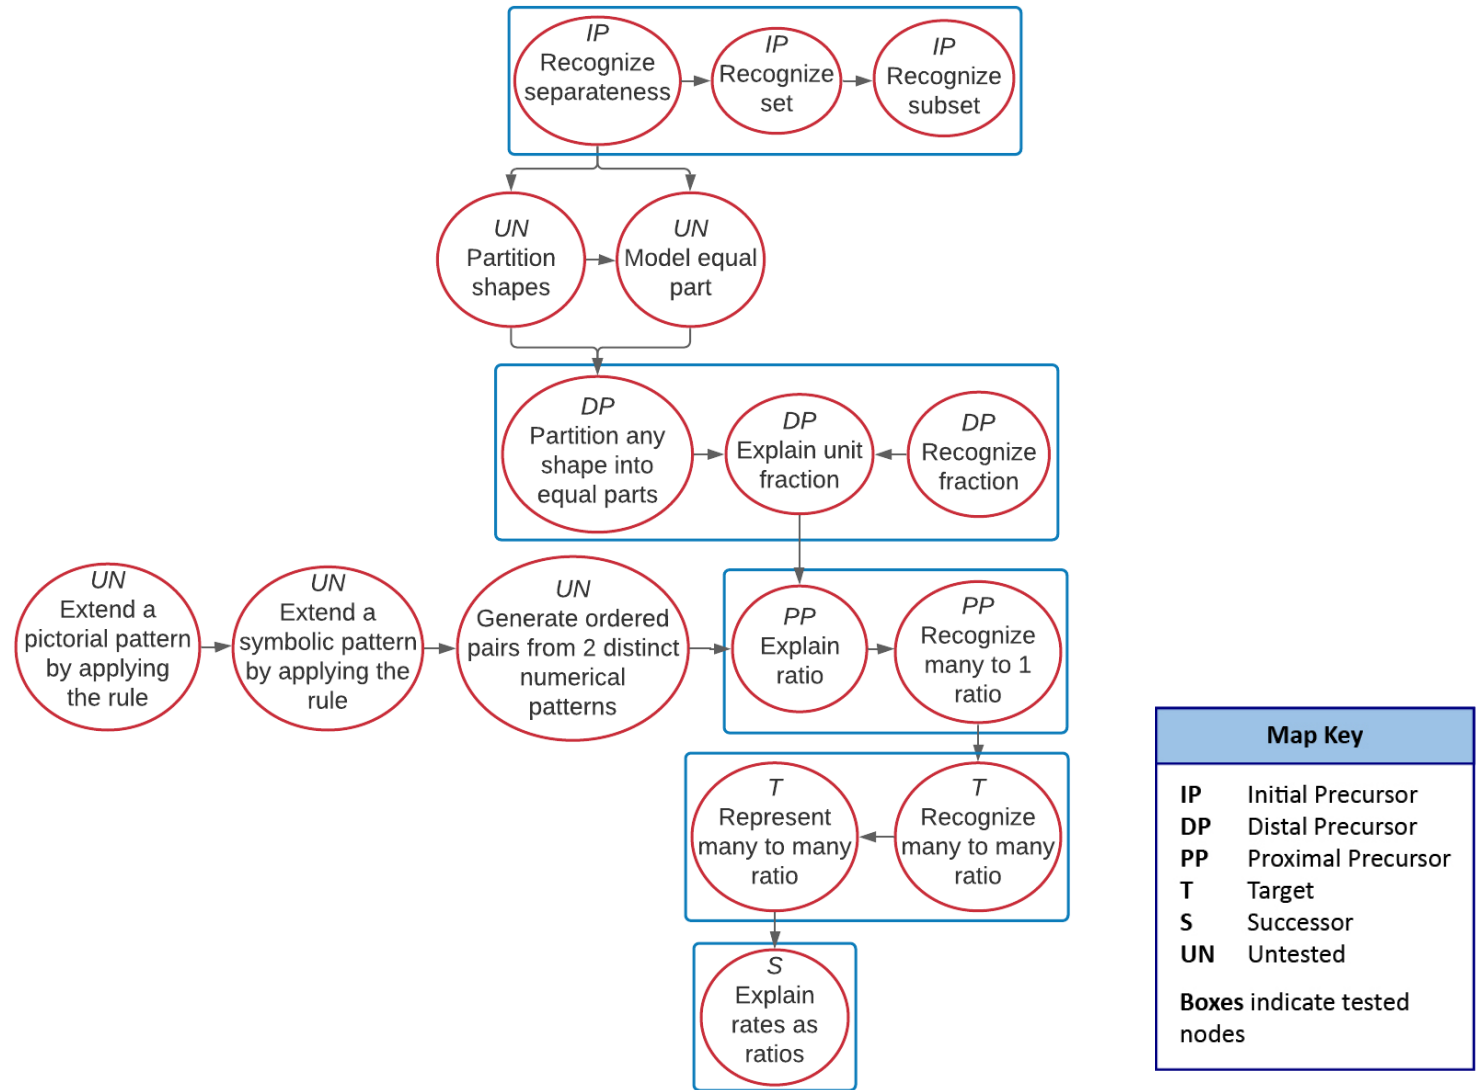 IP
Recognize
separateness
IP
Recognize
set
IP
Recognize
subset
UN
Partition
shapes
UN
Model equal
part
DP
Partition any
shape into
equal parts
DP
Explain unit
fraction
DP
Recognize
fraction
UN
Extend a
pictorial pattern
by applying
the rule
UN
Extend a
symbolic pattern
by applying the
rule
UN
Generate ordered
pairs from 2 distinct
numerical
patterns
PP
Explain
ratio
PP
Recognize
many to 1
ratio
T
Represent
many to many
ratio
T
Recognize
many to many
ratio
S
Explain
rates as
ratios
Map Key
IP Initial Precursor
DP Distal Precursor
PP Proximal Precursor
T Target
S Successor
UN Untested
Boxes indicate tested
nodes